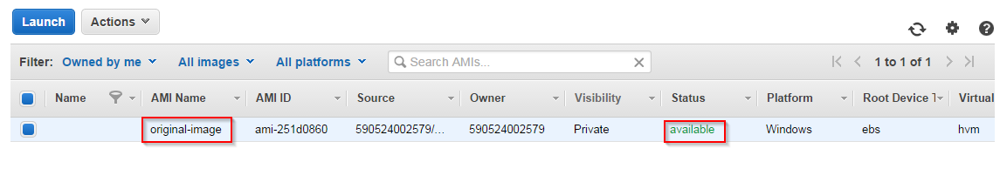 Launch Actions
Filter: Owned by me All images All platforms Search AMIs... 1 to 1 of 1
Name AMI Name AMI ID Source Owner Visibility Status Platform Root Device T Virtual
original-image ami-251d0860 590524002579/... 590524002579 Private available Windows ebs hvm